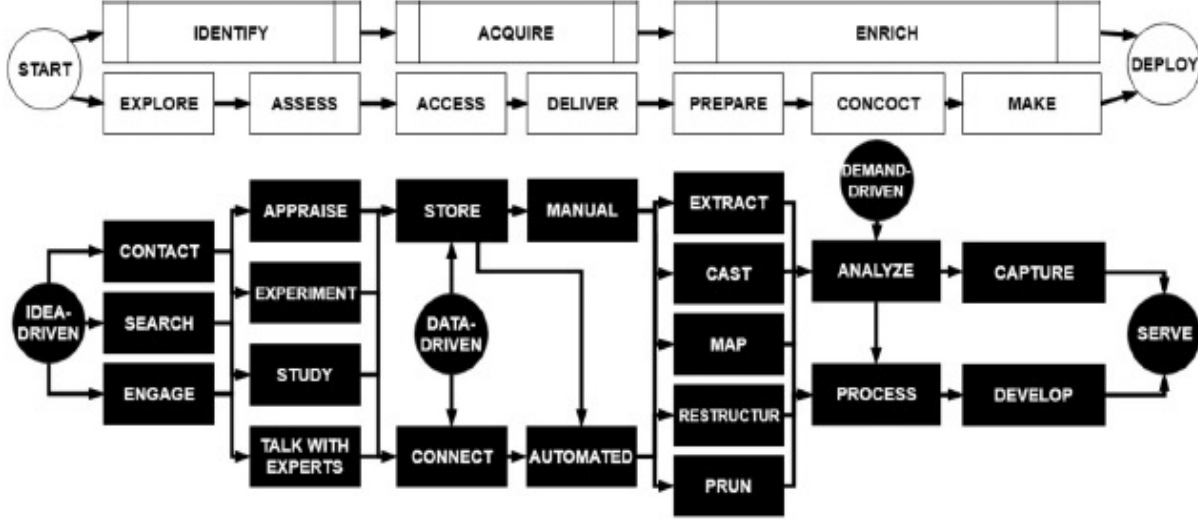 IDENTIFY
ACQUIRE
ENRICH
START
DEPLOY
EXPLORE
ASSESS
ACCESS
DELIVER
PREPARE
CONCOCT
MAKE
DEMAND-
DRIVEN
APPRAISE
STORE
MANUAL
EXTRACT
CONTACT
CAST
ANALYZE
CAPTURE
EXPERIMENT
IDEA-
DRIVEN
SEARCH
DATA-
DRIVEN
MAP
SERVE
STUDY
ENGAGE
PROCESS
DEVELOP
RESTRUCTUR
TALK WITH
EXPERTS
CONNECT
AUTOMATED
PRUN